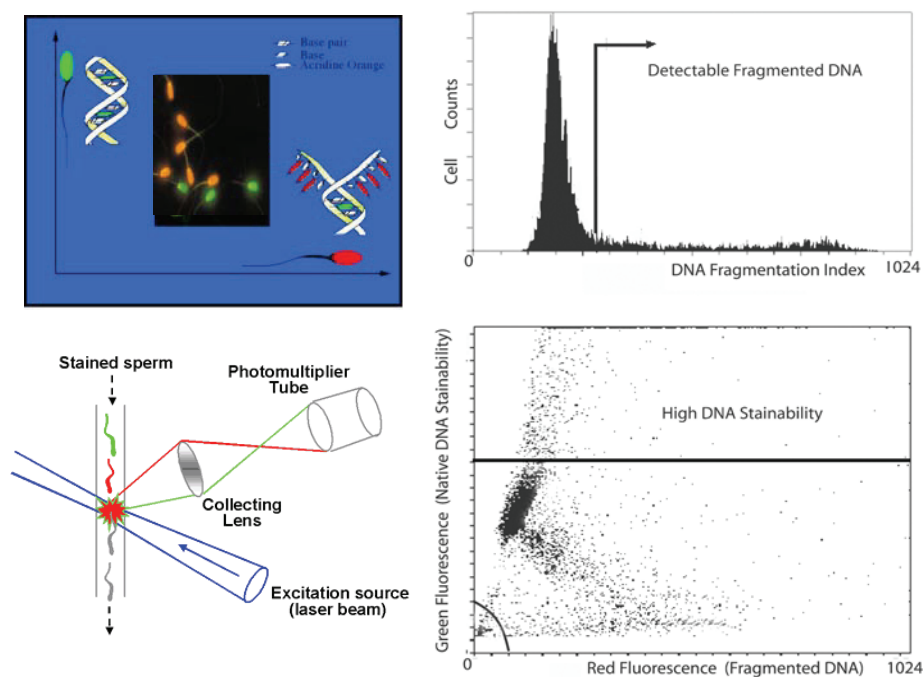 Base pair
Base
Acridine Orange
Cell Counts
Detectable Fragmented DNA
0
DNA Fragmentation Index
1024
Stained sperm
Photomultiplier
Tube
Collecting
Lens
Excitation source
(laser beam)
Green Fluorescence (Native DNA Stainability)
High DNA Stainability
0
Red Fluorescence (Fragmented DNA)
1024